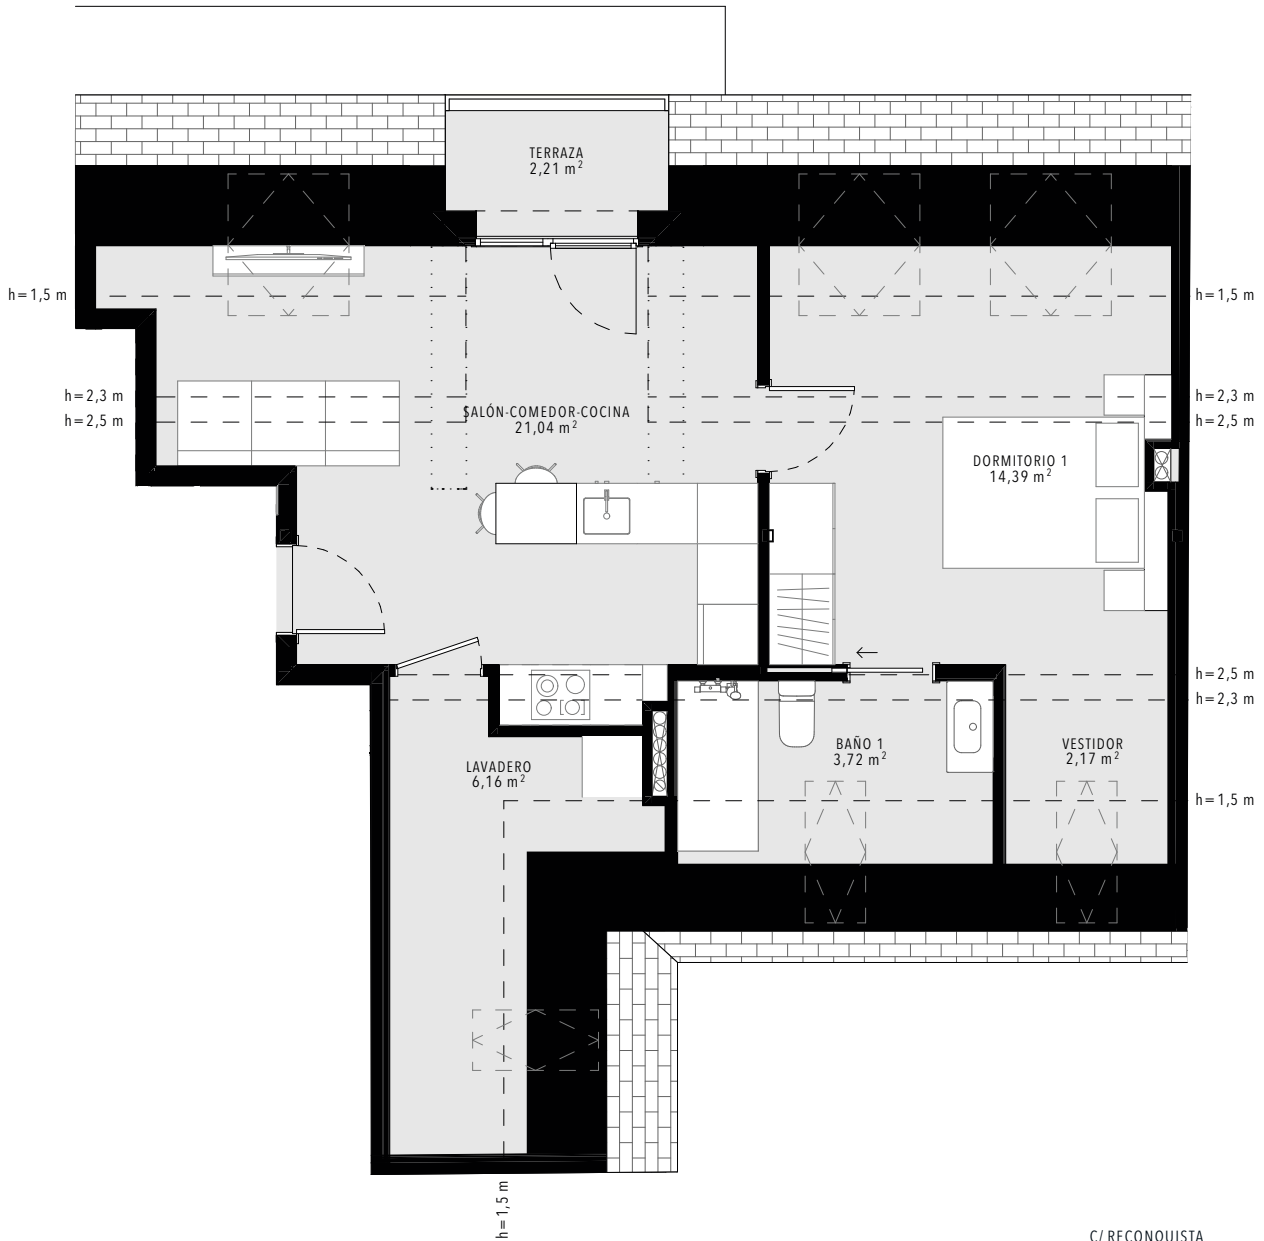 TERRAZA
2,21 m²
h=1,5 m
h=1,5 m
h=2,3 m
h=2,3 m
h=2,5 m
h=2,5 m
SALÓN-COMEDOR-COCINA
21,04 m²
DORMITORIO 1
14,39 m²
h=2,5 m
h=2,3 m
BAÑO 1
3,72 m²
VESTIDOR
2,17 m²
LAVADERO
6,16 m²
h=1,5 m
h=1,5 m
C/ RECONQUISTA